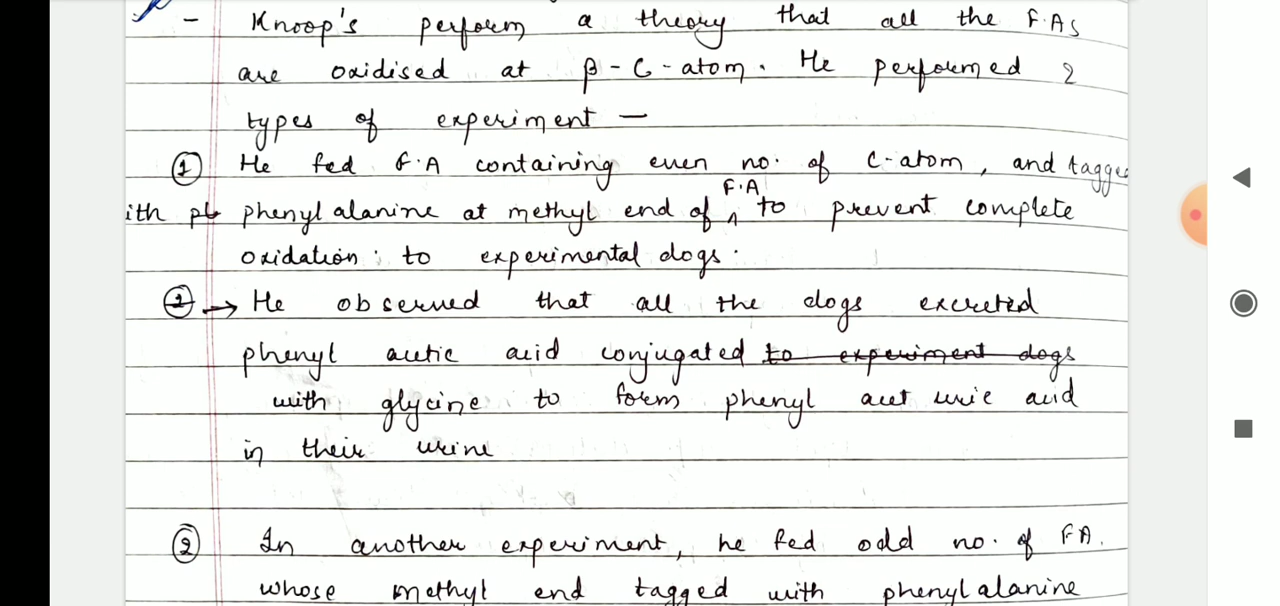 - Knoop's perform a theory that all the F.As
are oxidised at β-C-atom. He performed 2
types of experiment —
① He fed F.A containing even no. of C-atom, and tagge
ith phenylalanine at methyl end of F.A to prevent complete
oxidation to experimental dogs.
② → He observed that all the dogs excreted
phenyl acetic acid conjugated to experiment dogs
with glycine to form phenyl acet uric acid
in their urine
② In another experiment, he fed odd no. of FA.
whose methyl end tagged with phenylalanine